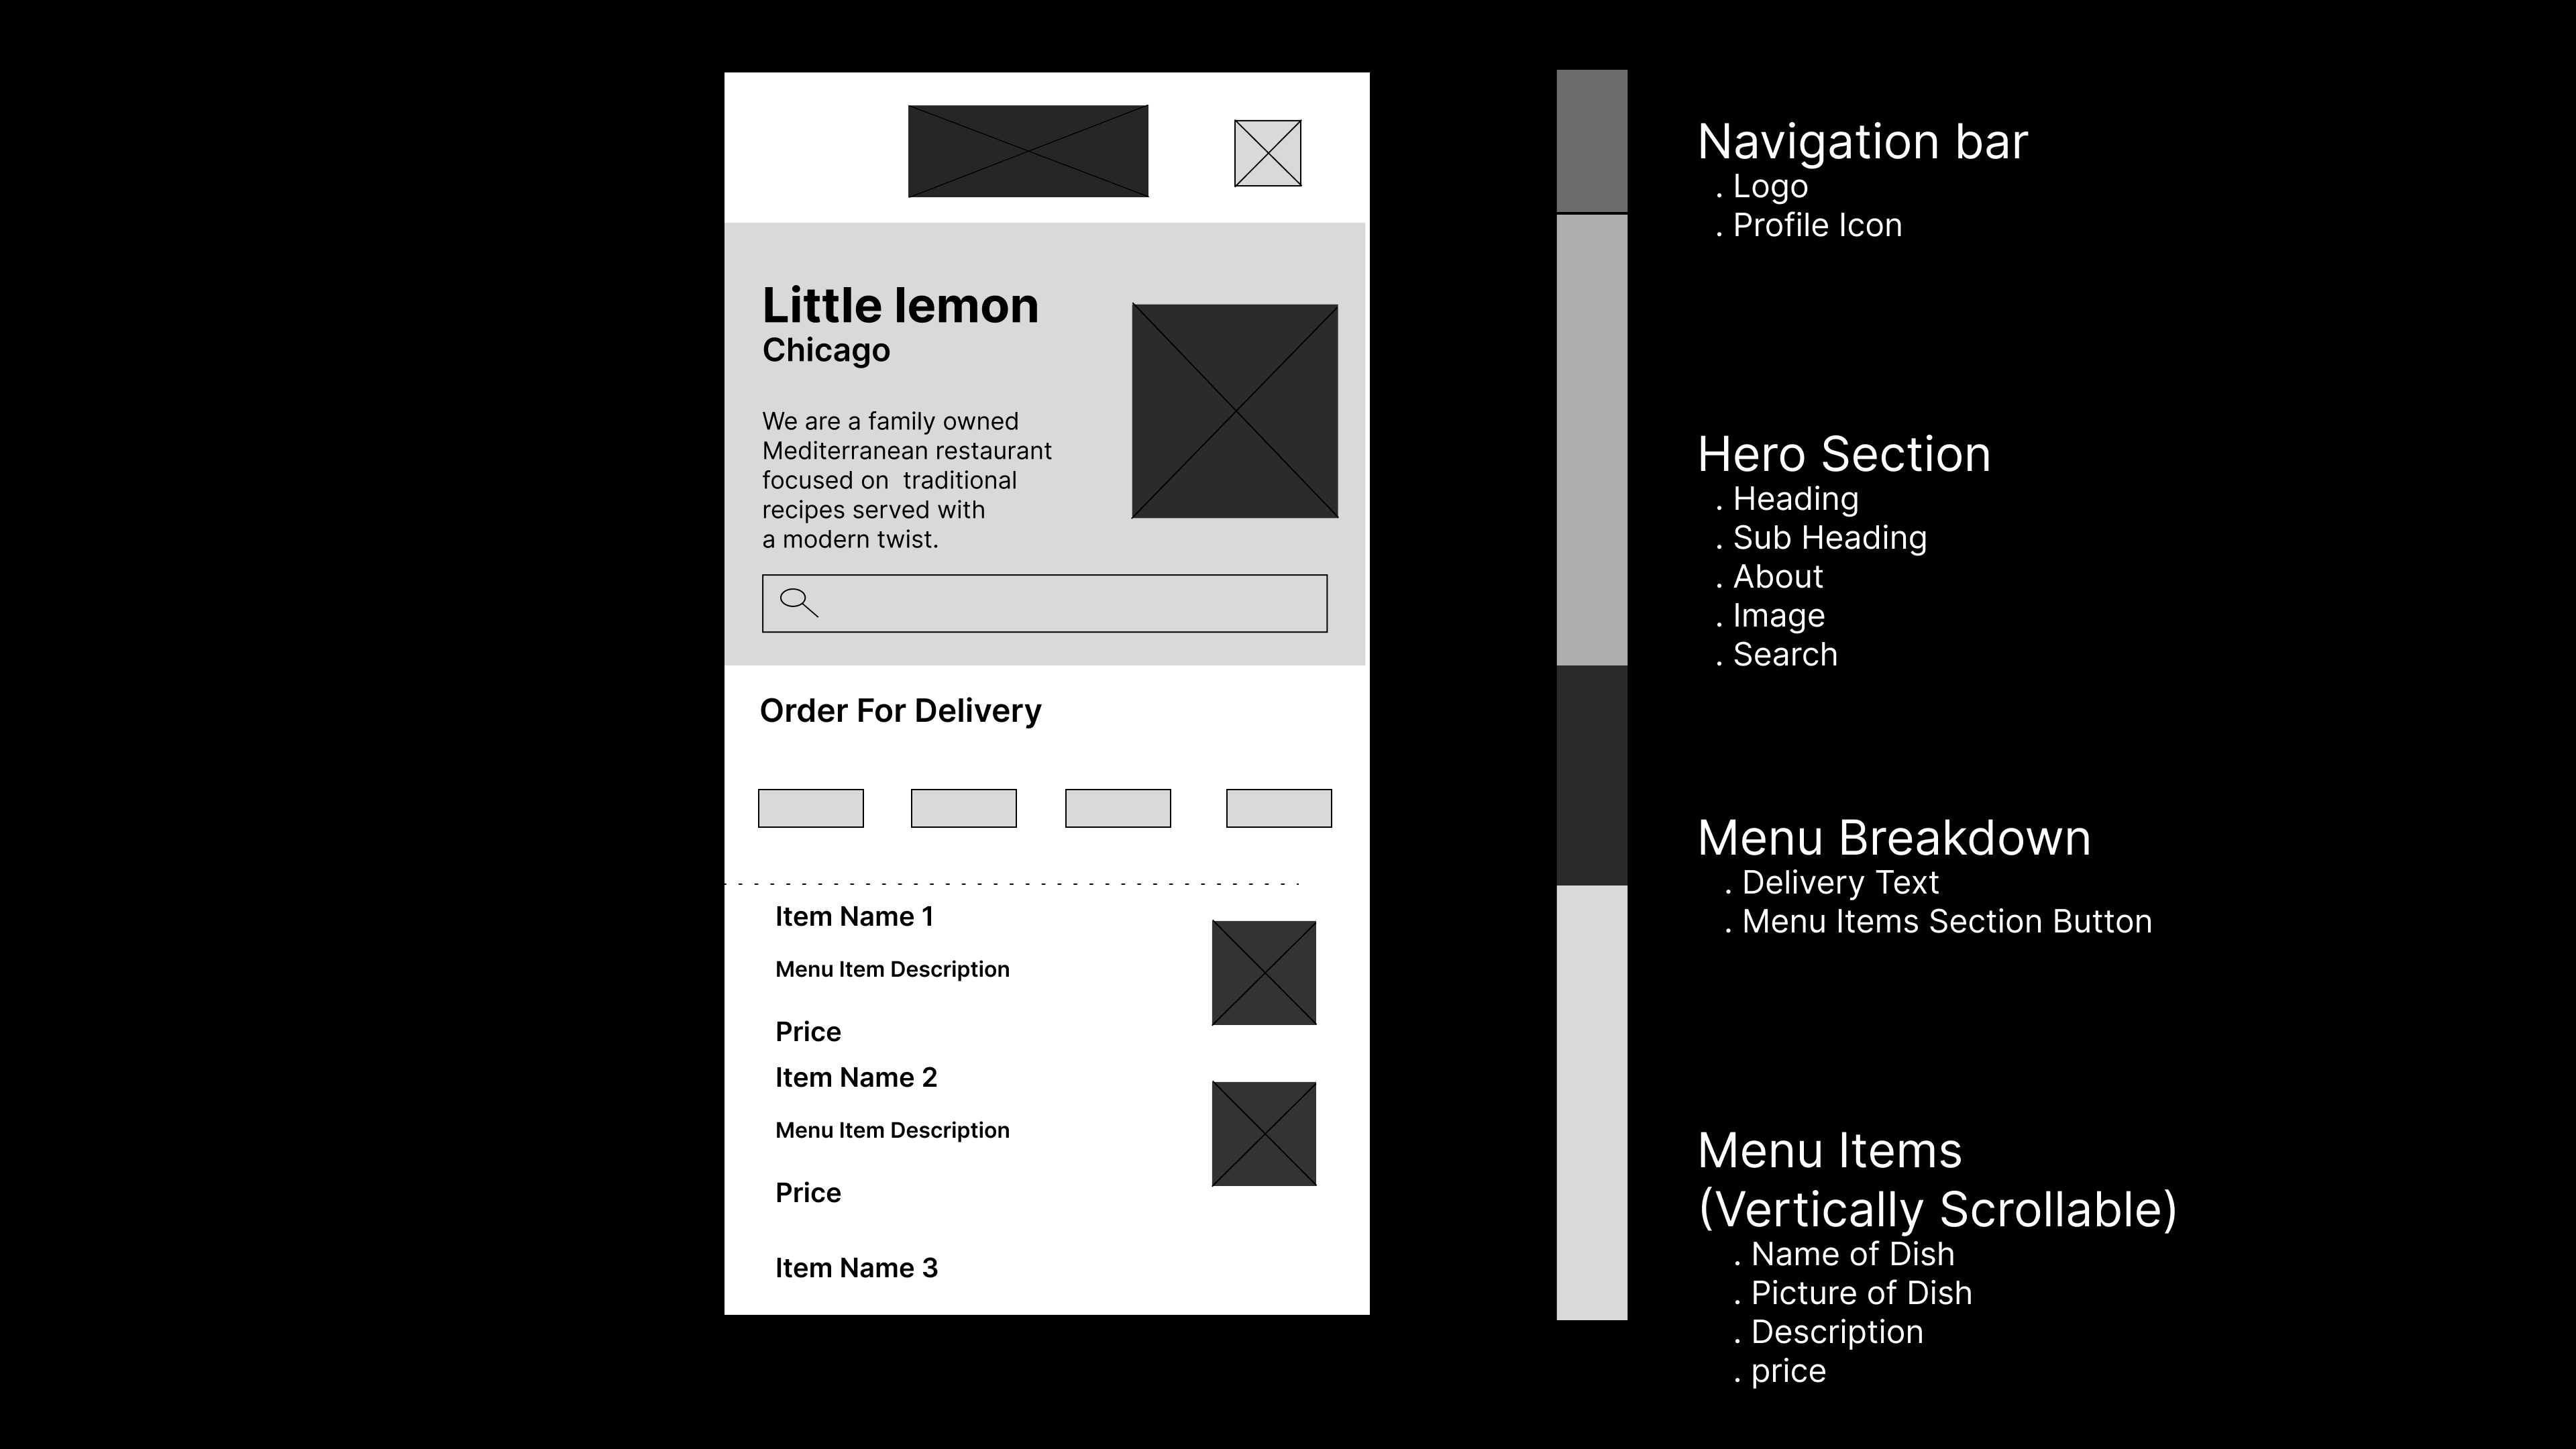 Little lemon
Chicago
We are a family owned
Mediterranean restaurant
focused on  traditional
recipes served with
a modern twist.
Order For Delivery
Item Name 1
Menu Item Description
Price
Item Name 2
Menu Item Description
Price
Item Name 3
Navigation bar
. Logo
. Profile Icon
Hero Section
. Heading
. Sub Heading
. About
. Image
. Search
Menu Breakdown
. Delivery Text
. Menu Items Section Button
Menu Items
(Vertically Scrollable)
. Name of Dish
. Picture of Dish
. Description
. price